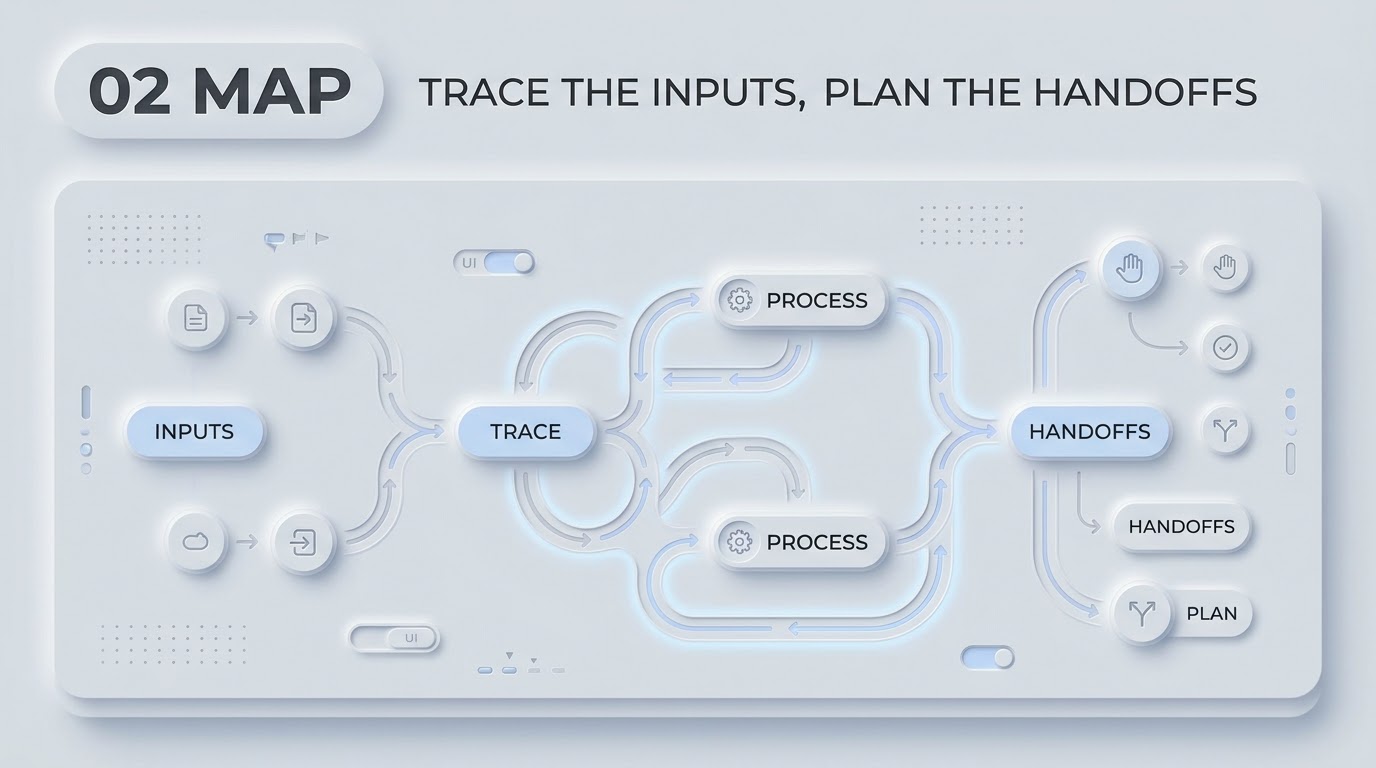 02 MAP
TRACE THE INPUTS, PLAN THE HANDOFFS
UI
PROCESS
INPUTS
TRACE
HANDOFFS
HANDOFFS
PROCESS
PLAN
UI